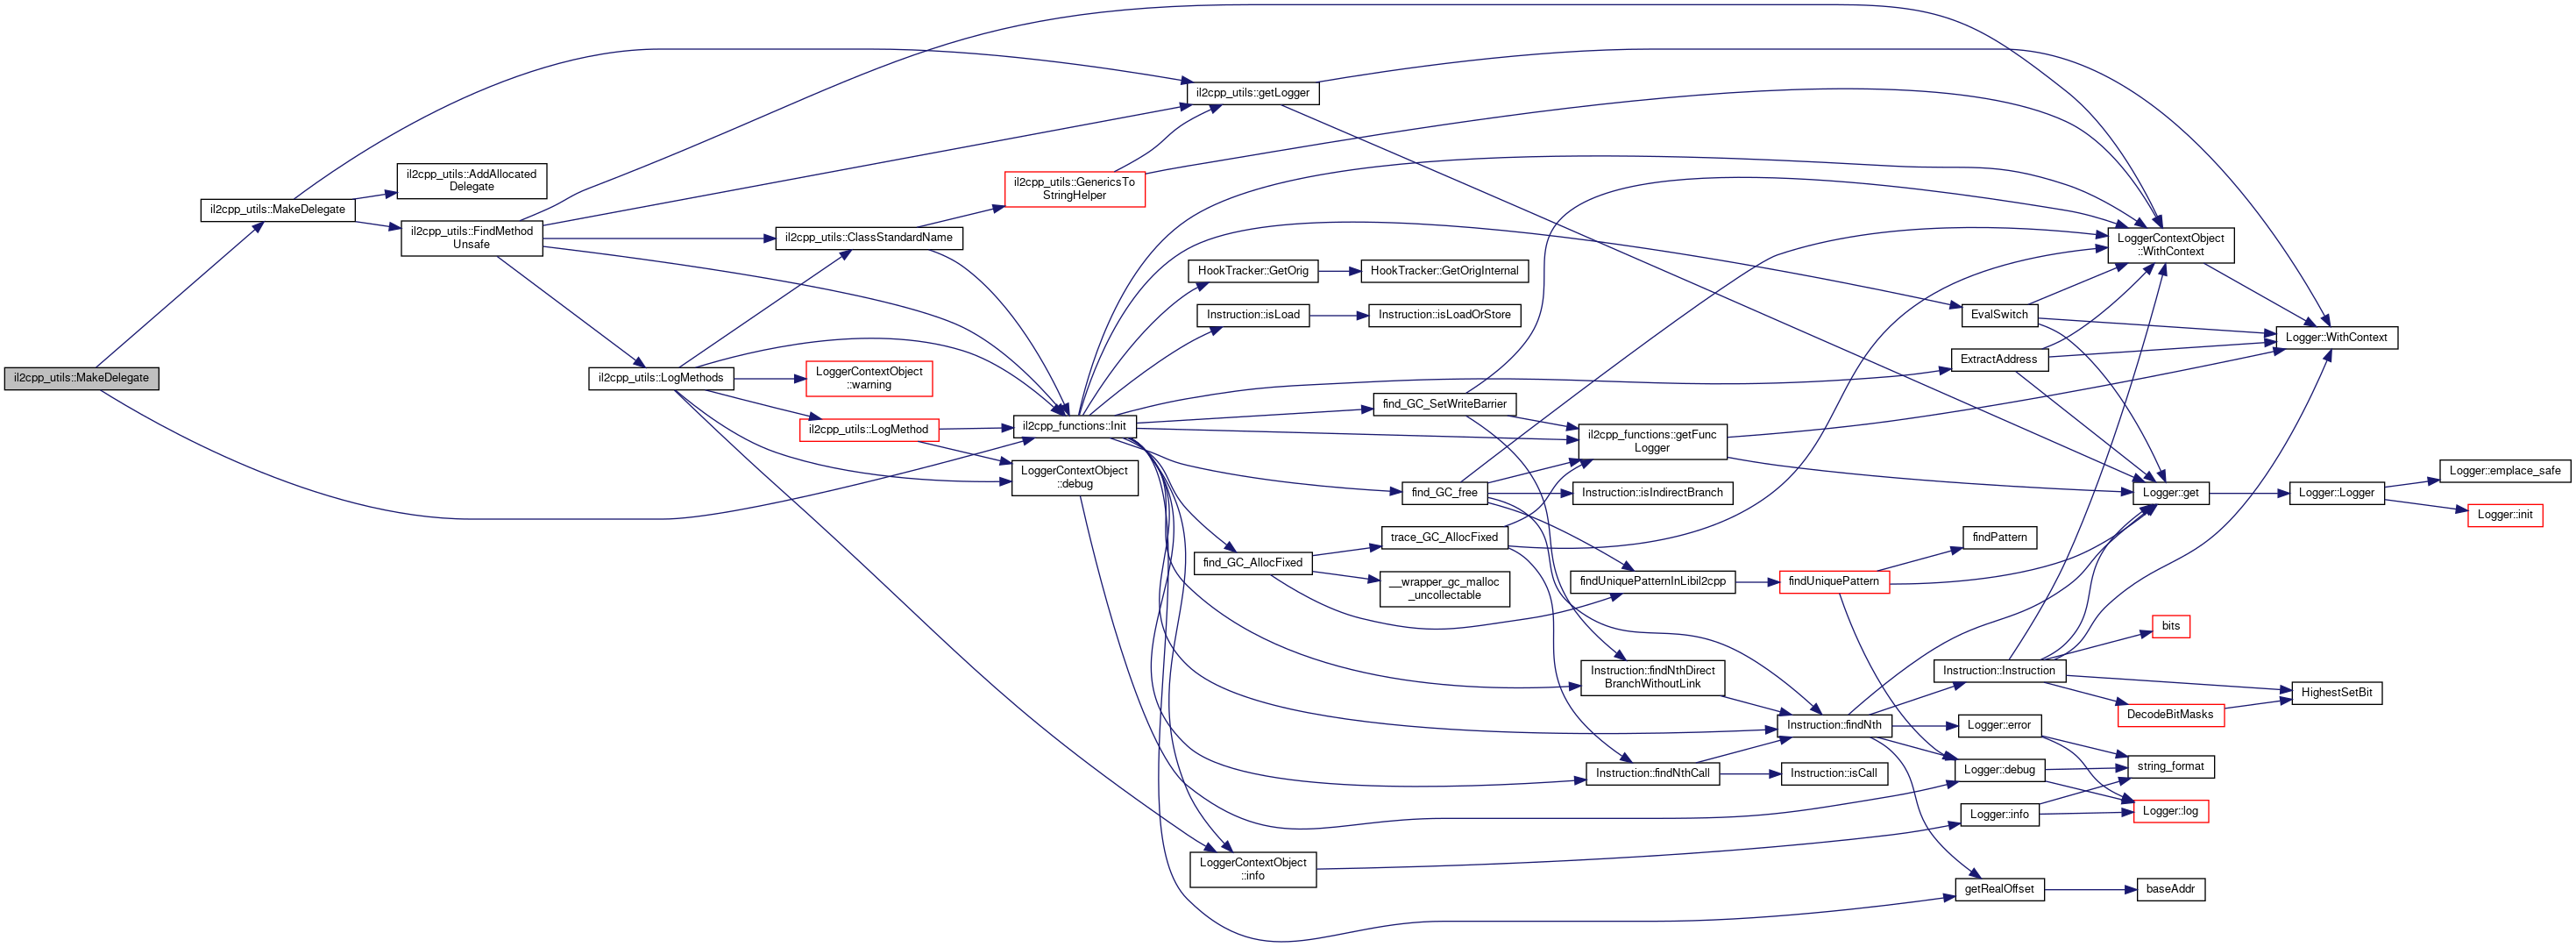 il2cpp_utils::MakeDelegate
il2cpp_utils::MakeDelegate
il2cpp_utils::AddAllocated
Delegate
il2cpp_utils::FindMethod
Unsafe
il2cpp_utils::LogMethods
il2cpp_utils::ClassStandardName
LoggerContextObject
::warning
il2cpp_utils::LogMethod
il2cpp_utils::GenericsTo
StringHelper
il2cpp_functions::Init
LoggerContextObject
::debug
il2cpp_utils::getLogger
HookTracker::GetOrig
Instruction::isLoad
find_GC_AllocFixed
LoggerContextObject
::info
HookTracker::GetOrigInternal
Instruction::isLoadOrStore
find_GC_SetWriteBarrier
find_GC_free
trace_GC_AllocFixed
__wrapper_gc_malloc
_uncollectable
il2cpp_functions::getFunc
Logger
Instruction::isIndirectBranch
findUniquePatternInLibil2cpp
Instruction::findNthDirect
BranchWithoutLink
Instruction::findNthCall
findUniquePattern
Instruction::findNth
Instruction::isCall
EvalSwitch
ExtractAddress
findPattern
Instruction::Instruction
Logger::error
Logger::debug
Logger::info
getRealOffset
LoggerContextObject
::WithContext
Logger::get
bits
DecodeBitMasks
string_format
Logger::log
baseAddr
Logger::WithContext
Logger::Logger
HighestSetBit
Logger::emplace_safe
Logger::init